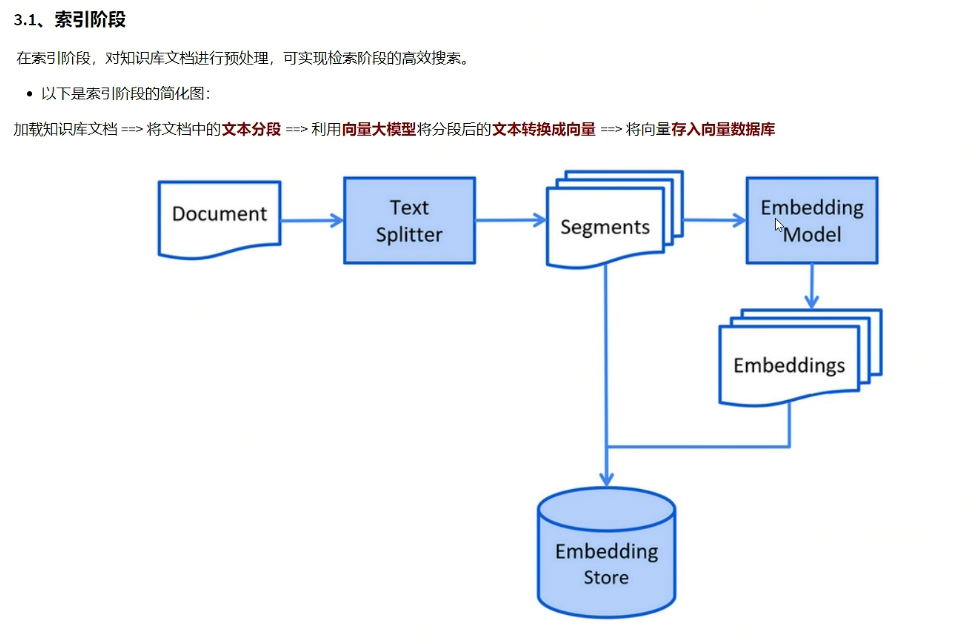 3.1、索引阶段
在索引阶段，对知识库文档进行预处理，可实现检索阶段的高效搜索。
• 以下是索引阶段的简化图：
加载知识库文档 ==> 将文档中的文本分段 ==> 利用向量大模型将分段后的文本转换成向量 ==> 将向量存入向量数据库
Document
Text
Splitter
Segments
Embedding
Model
Embeddings
Embedding
Store